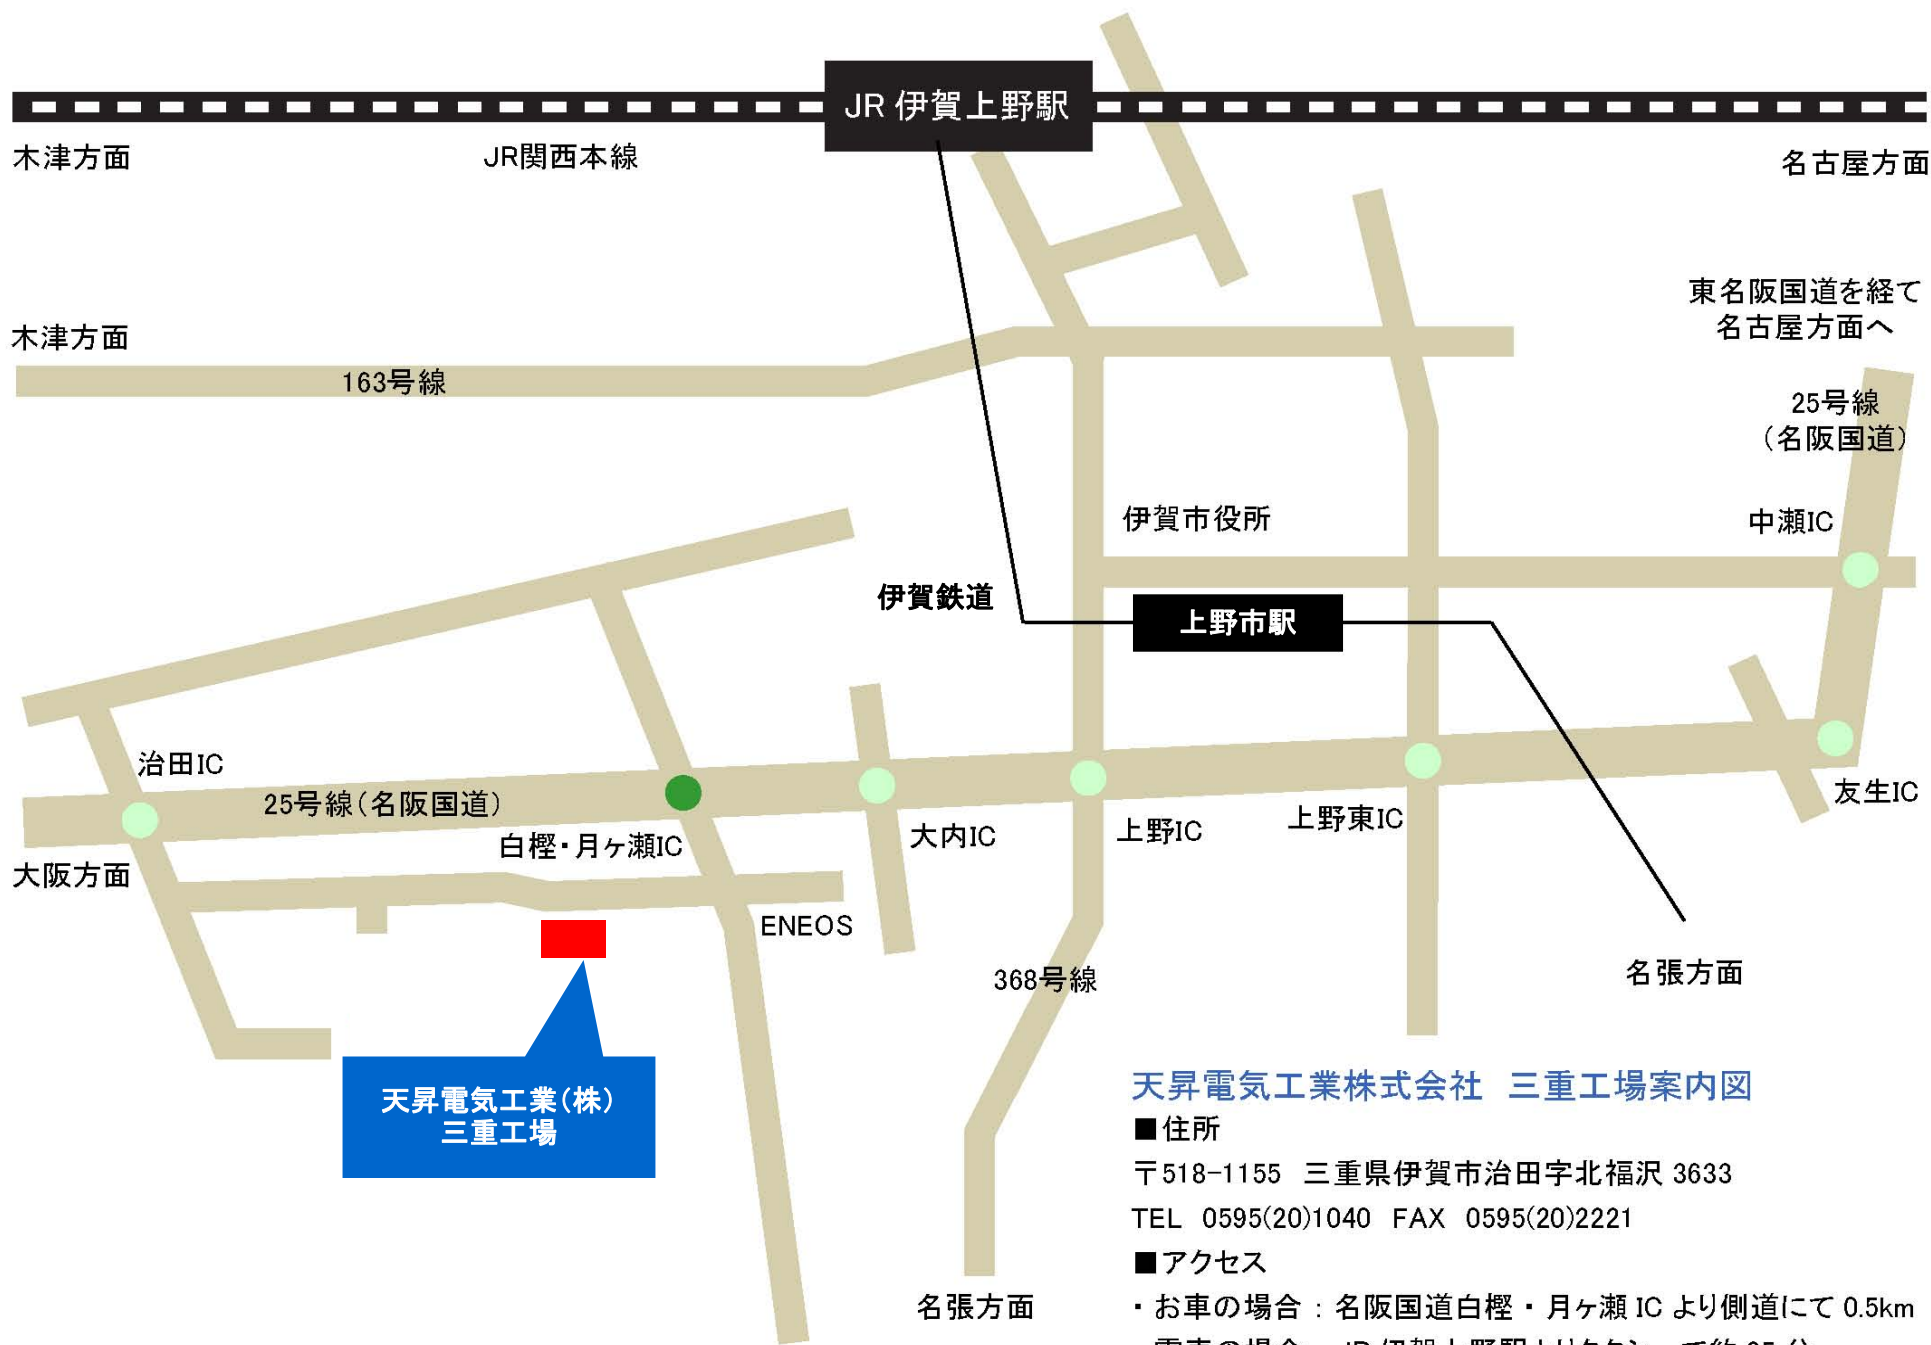 JR 伊賀上野駅
木津方面
JR関西本線
名古屋方面
東名阪国道を経て
名古屋方面へ
木津方面
163号線
25号線
（名阪国道）
伊賀市役所
中瀬IC
伊賀鉄道
上野市駅
治田IC
25号線（名阪国道）
友生IC
白樫・月ヶ瀬IC
大内IC
上野IC
上野東IC
大阪方面
ENEOS
368号線
名張方面
天昇電気工業（株）
三重工場
天昇電気工業株式会社 三重工場案内図
■住所
〒518-1155 三重県伊賀市治田字北福沢 3633
TEL 0595(20)1040 FAX 0595(20)2221
■アクセス
・お車の場合：名阪国道白樫・月ヶ瀬 IC より側道にて 0.5km
名張方面